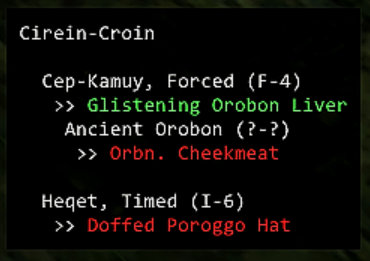 Cirein-Croin
Cep-Kamuy, Forced (F-4)
>> Glistening Orobon Liver
Ancient Orobon (?-?)
>> Orbn. Cheekmeat
Heqet, Timed (I-6)
>> Doffed Poroggo Hat